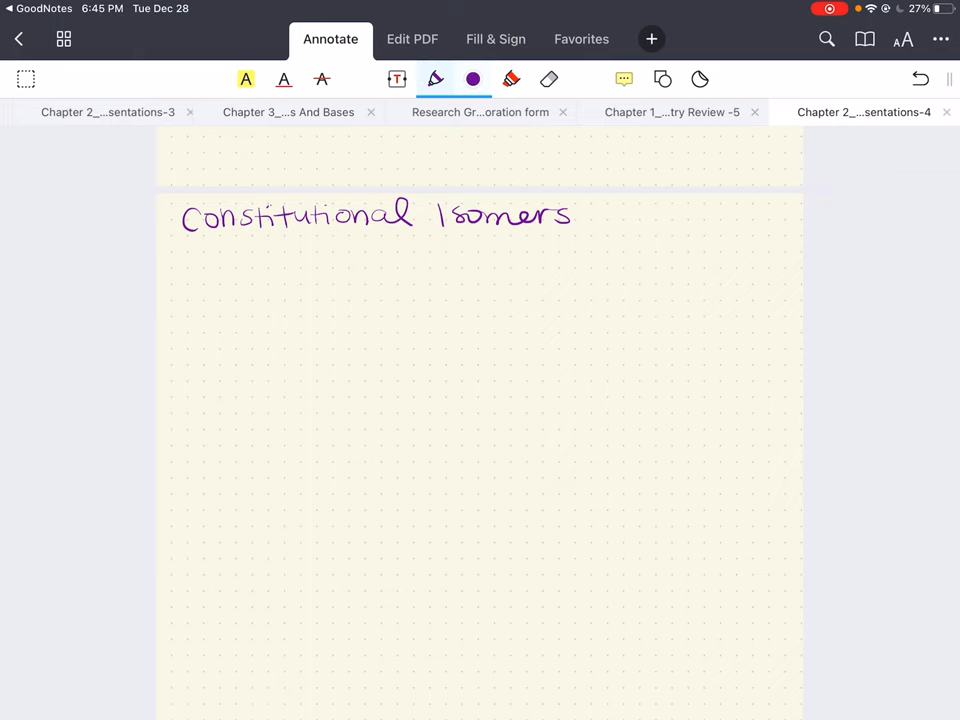 GoodNotes 6:45 PM Tue Dec 28 27%
Annotate Edit PDF Fill & Sign Favorites
Chapter 2_...sentations-3 Chapter 3_...s And Bases Research Gr...oration form Chapter 1_...try Review -5 Chapter 2_...sentations-4
Constitutional Isomers